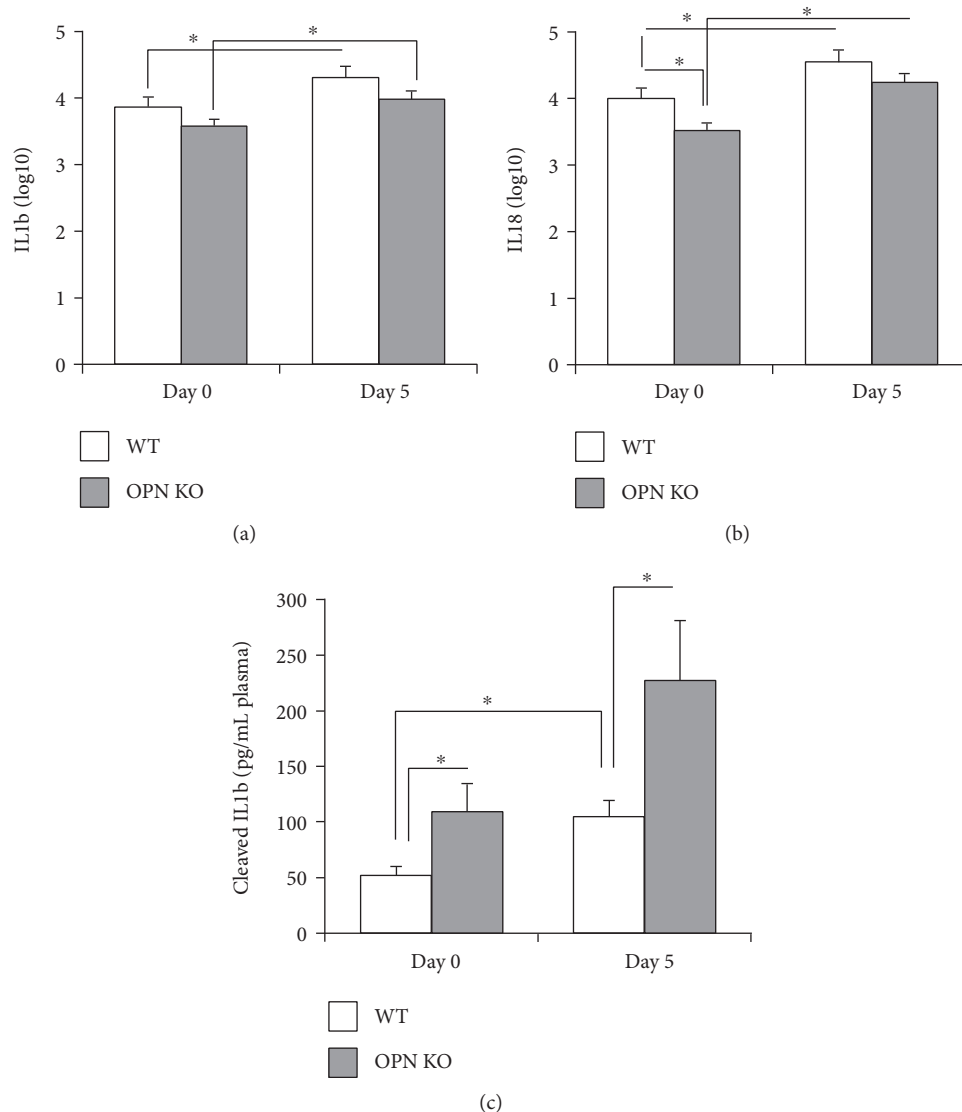 5
4
3
2
1
0
IL1b (log10)
*
*
Day 0
Day 5
WT
OPN KO
(a)
5
4
3
2
1
0
IL18 (log10)
*
*
*
Day 0
Day 5
WT
OPN KO
(b)
300
250
200
150
100
50
0
Cleaved IL1b (pg/mL plasma)
*
*
*
Day 0
Day 5
WT
OPN KO
(c)